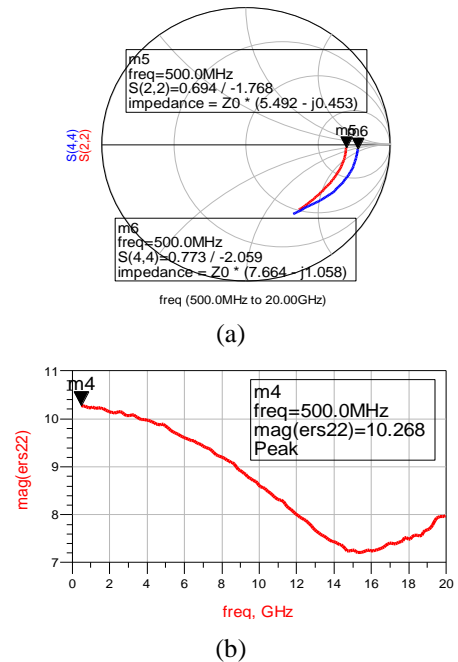 m5
freq=500.0MHz
S(2,2)=0.694 / -1.768
impedance = Z0 * (5.492 - j0.453)
m5 m6
S(4,4)
S(2,2)
m6
freq=500.0MHz
S(4,4)=0.773 / -2.059
impedance = Z0 * (7.664 - j1.058)
freq (500.0MHz to 20.00GHz)
(a)
m4
m4
freq=500.0MHz
mag(ers22)=10.268
Peak
mag(ers22)
11
10
9
8
7
0 2 4 6 8 10 12 14 16 18 20
freq, GHz
(b)